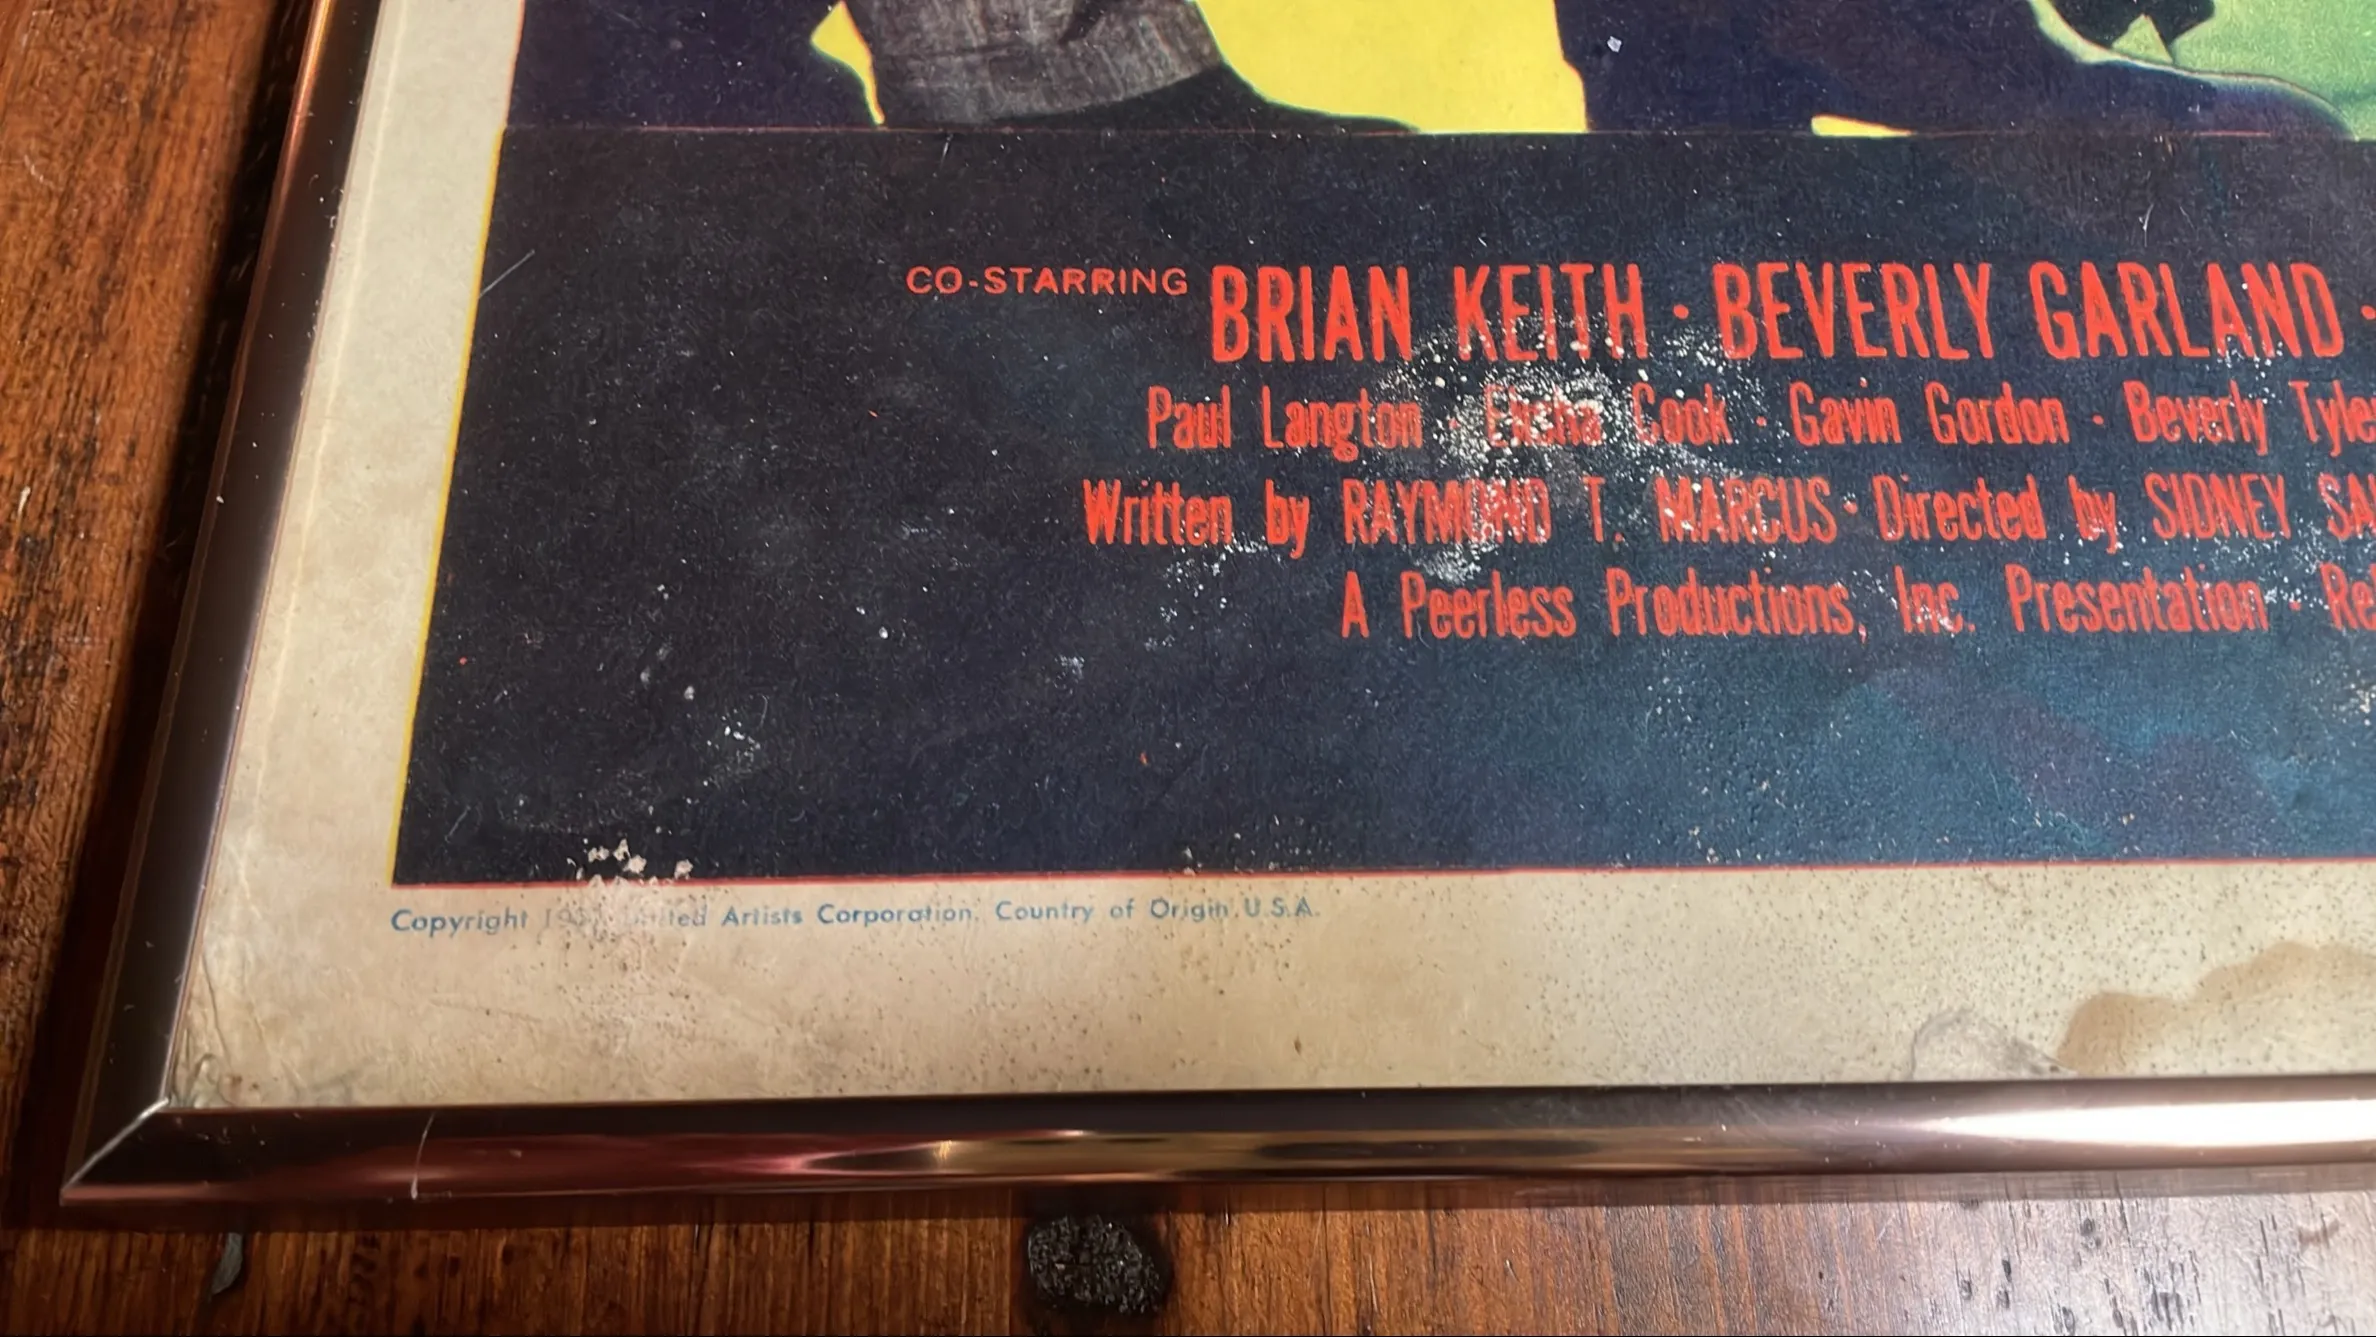 CO-STARRING BRIAN KEITH · BEVERLY GARLAND ·
Paul Langton · Elisha Cook · Gavin Gordon · Beverly
Written by RAYMOND T. MARCUS · Directed by SIDNEY
A Peerless Productions, Inc. Presentation ·
Copyright United Artists Corporation. Country of Origin U.S.A.